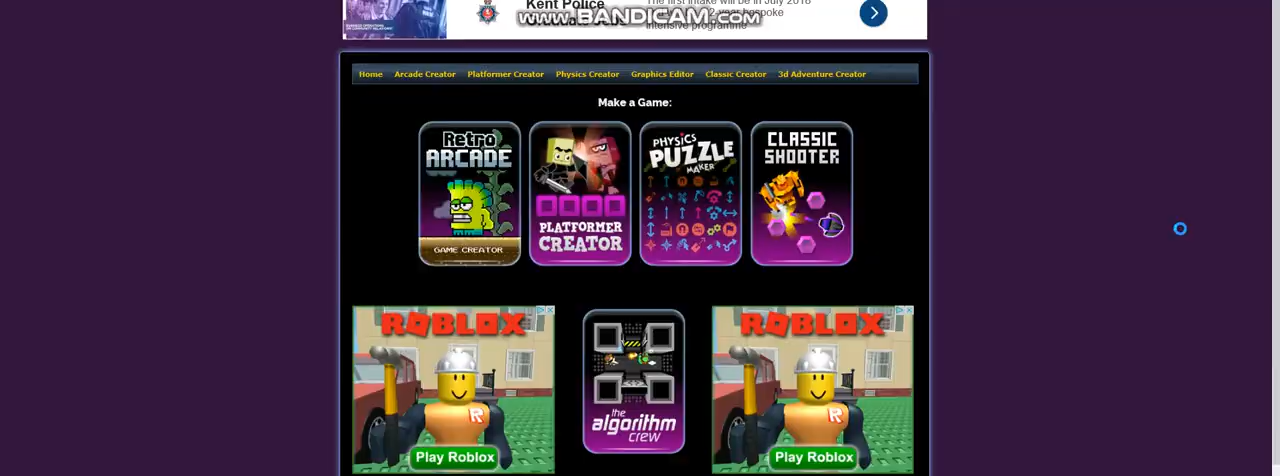 Kent Police
The first intake will be in July 2018
www.BANDICAM.com
bespoke
intensive programme
Home Arcade Creator Platformer Creator Physics Creator Graphics Editor Classic Creator 3d Adventure Creator
Make a Game:
Retro
ARCADE
GAME CREATOR
PLATFORMER
CREATOR
PHYSICS
PUZZLE
MAKER
CLASSIC
SHOOTER
ROBLOX
R
Play Roblox
the
algorithm
crew
ROBLOX
R
Play Roblox